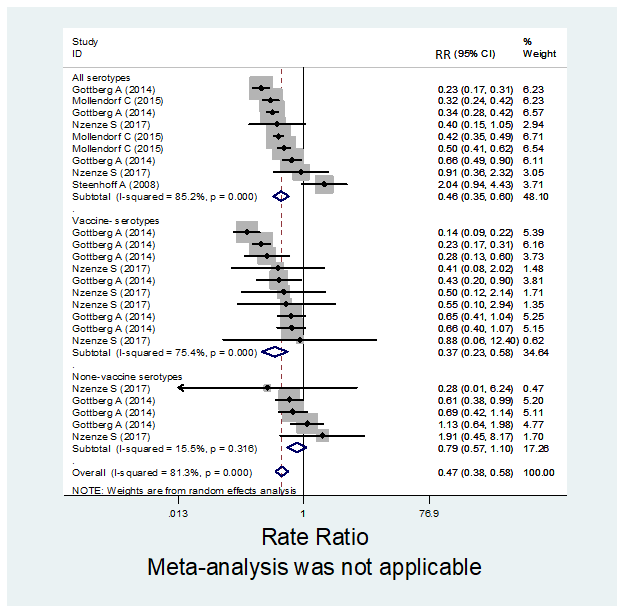 Study %
ID RR (95% CI) Weight
All serotypes
Gottberg A (2014) 0.23 (0.17, 0.31) 6.23
Mollendorf C (2015) 0.32 (0.24, 0.42) 6.23
Gottberg A (2014) 0.34 (0.28, 0.42) 6.57
Nzenze S (2017) 0.40 (0.15, 1.05) 2.94
Mollendorf C (2015) 0.42 (0.35, 0.49) 6.71
Mollendorf C (2015) 0.50 (0.41, 0.62) 6.54
Gottberg A (2014) 0.66 (0.49, 0.90) 6.11
Nzenze S (2017) 0.91 (0.36, 2.32) 3.05
Steenhoff A (2008) 2.04 (0.94, 4.43) 3.71
Subtotal (I-squared = 85.2%, p = 0.000) 0.46 (0.35, 0.60) 48.10
.
Vaccine- serotypes
Gottberg A (2014) 0.14 (0.09, 0.22) 5.39
Gottberg A (2014) 0.23 (0.17, 0.31) 6.16
Gottberg A (2014) 0.28 (0.13, 0.60) 3.73
Nzenze S (2017) 0.41 (0.08, 2.02) 1.48
Gottberg A (2014) 0.43 (0.20, 0.90) 3.81
Nzenze S (2017) 0.50 (0.12, 2.14) 1.71
Nzenze S (2017) 0.55 (0.10, 2.94) 1.35
Gottberg A (2014) 0.65 (0.41, 1.04) 5.25
Gottberg A (2014) 0.66 (0.40, 1.07) 5.15
Nzenze S (2017) 0.88 (0.06, 12.40) 0.62
Subtotal (I-squared = 75.4%, p = 0.000) 0.37 (0.23, 0.58) 34.64
.
None-vaccine serotypes
Nzenze S (2017) 0.28 (0.01, 6.24) 0.47
Gottberg A (2014) 0.61 (0.38, 0.99) 5.20
Gottberg A (2014) 0.69 (0.42, 1.14) 5.11
Gottberg A (2014) 1.13 (0.64, 1.98) 4.77
Nzenze S (2017) 1.91 (0.45, 8.17) 1.70
Subtotal (I-squared = 15.5%, p = 0.316) 0.79 (0.57, 1.10) 17.26
.
Overall (I-squared = 81.3%, p = 0.000) 0.47 (0.38, 0.58) 100.00
NOTE: Weights are from random effects analysis
.013 1 76.9
Rate Ratio
Meta-analysis was not applicable